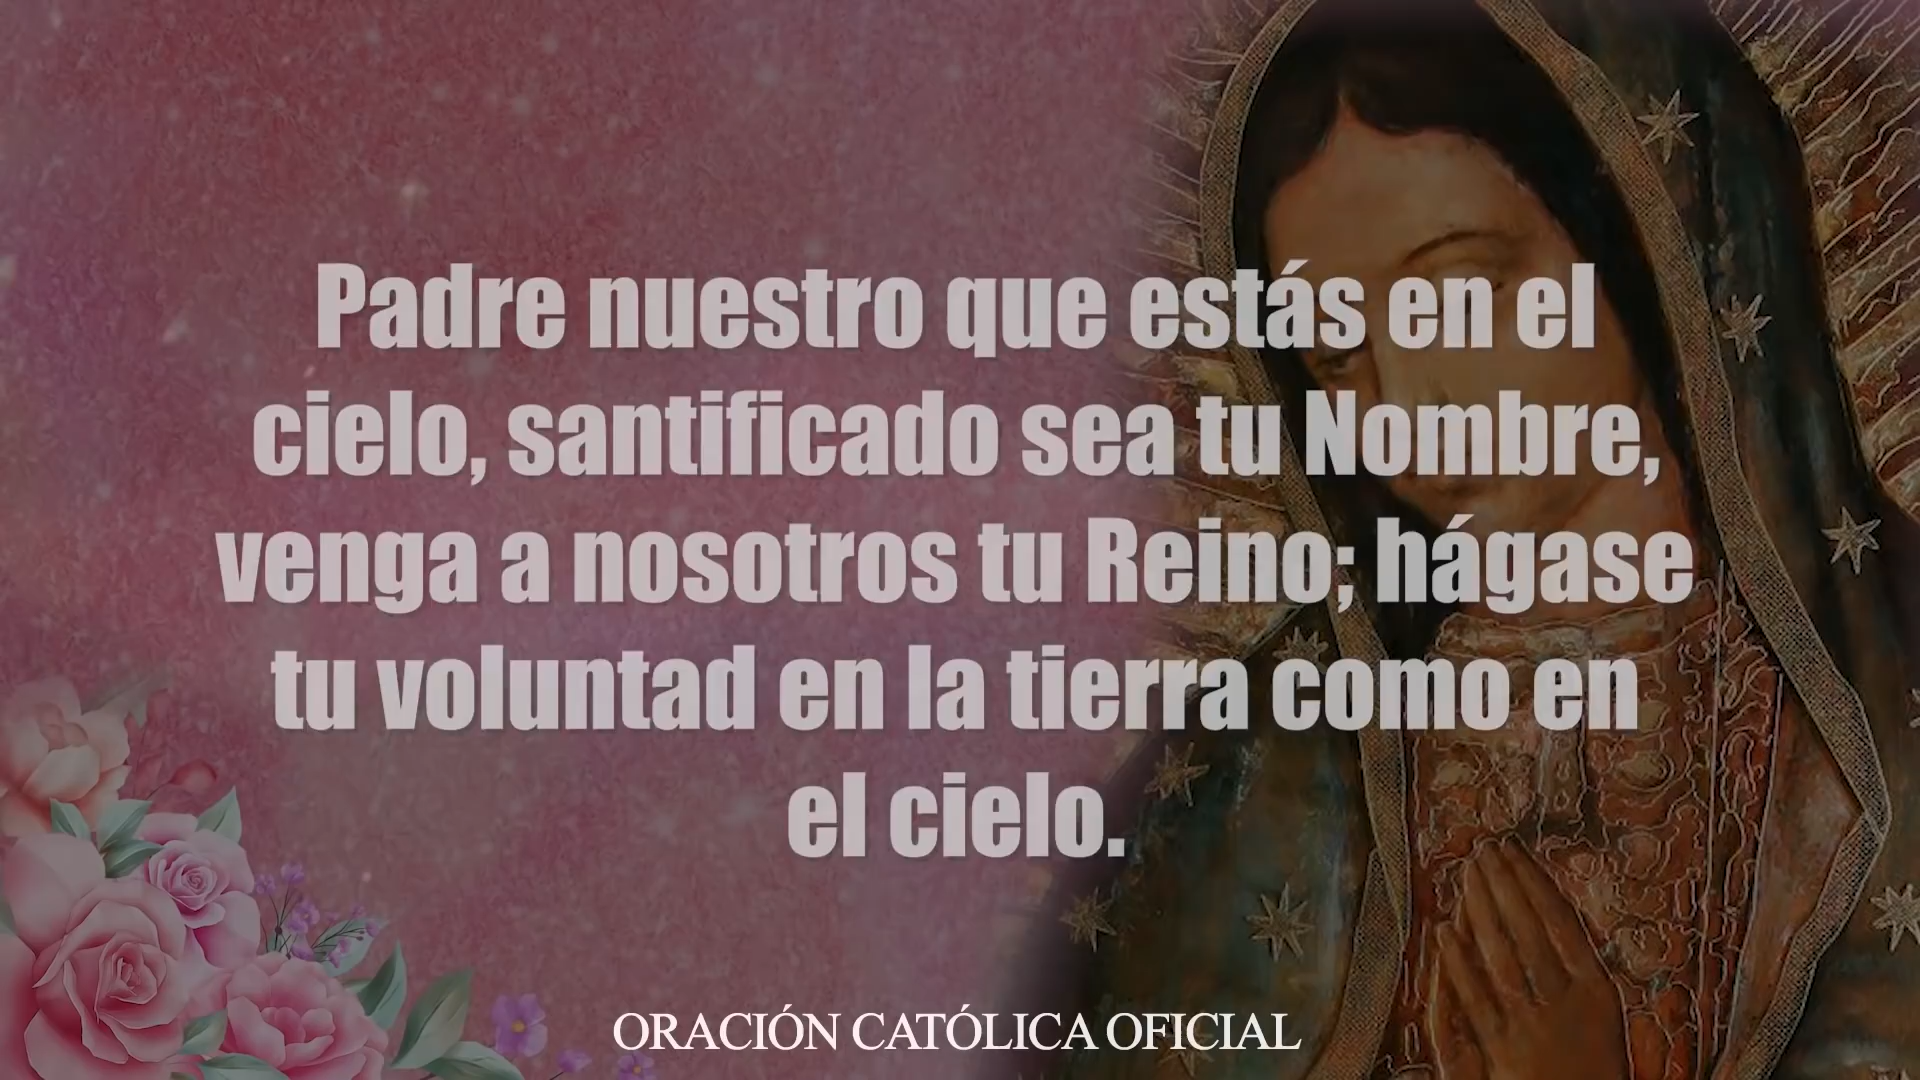 Padre nuestro que estás en el
cielo, santificado sea tu Nombre,
venga a nosotros tu Reino; hágase
tu voluntad en la tierra como en
el cielo.
ORACIÓN CATÓLICA OFICIAL